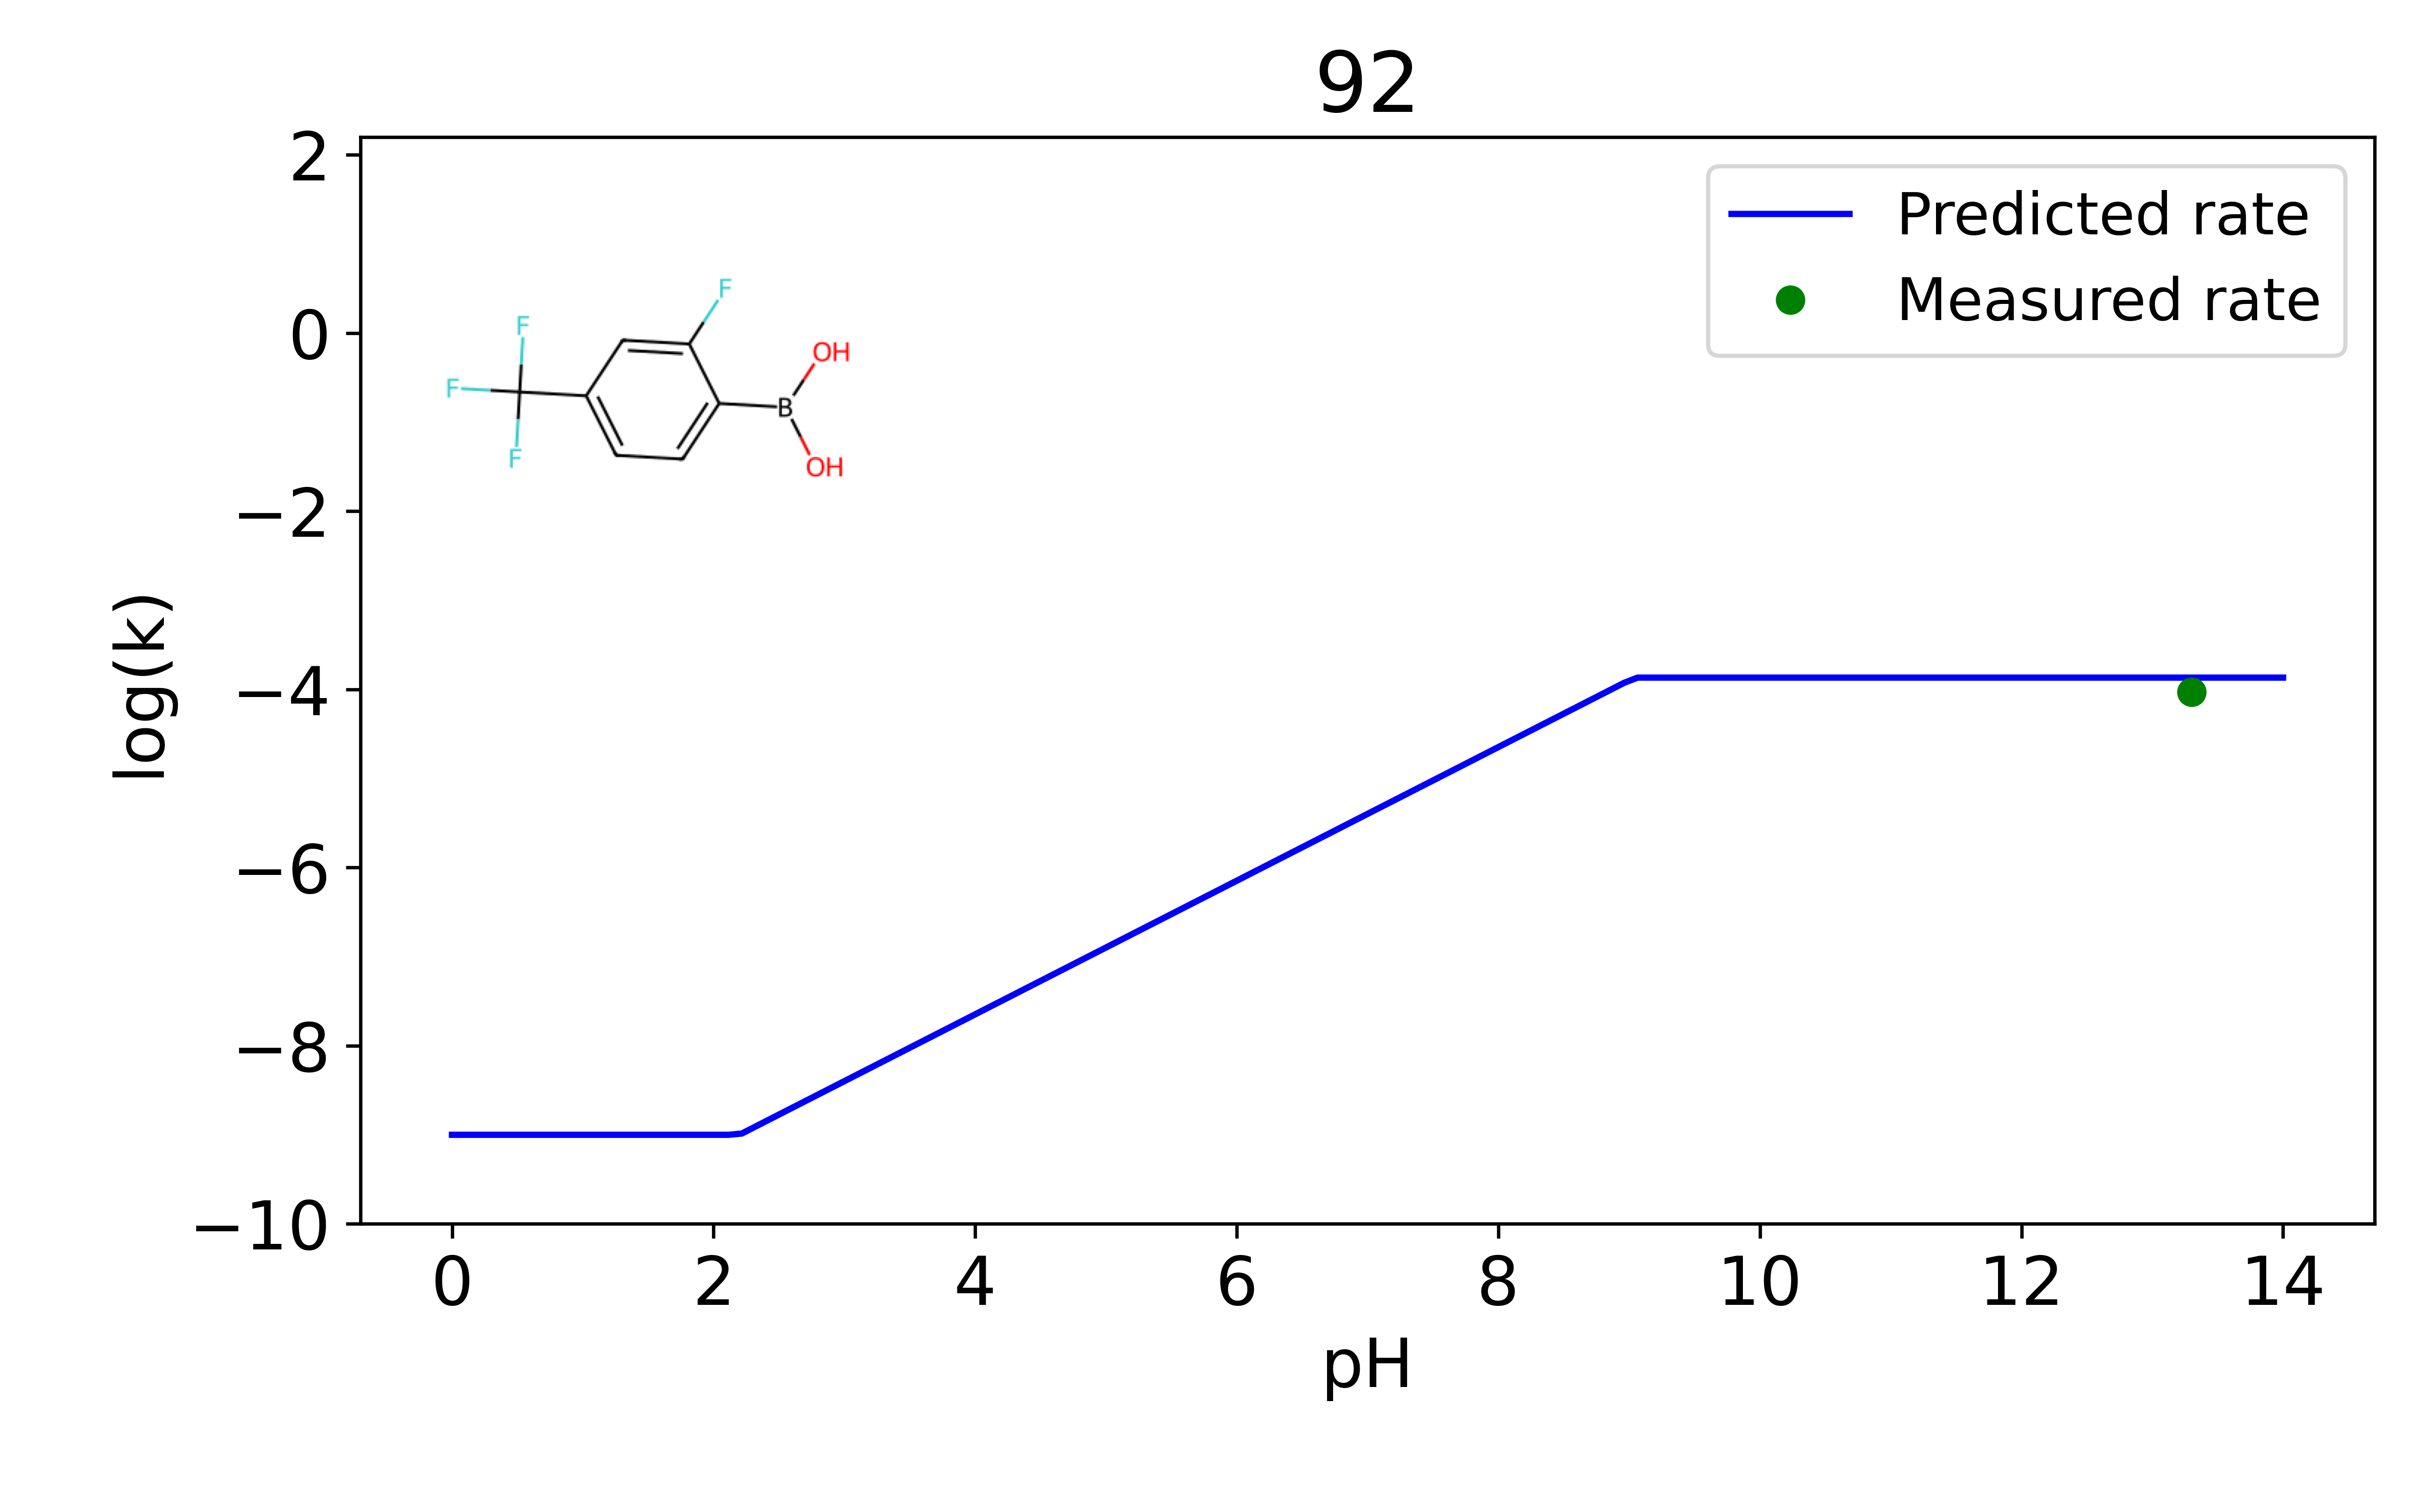 92
2
0
−2
−4
−6
−8
−10
log(k)
Predicted rate
Measured rate
F
F
F
F
OH
B
OH
0 2 4 6 8 10 12 14
pH